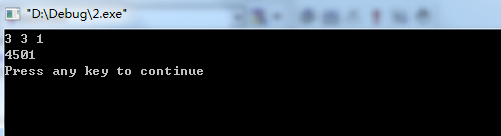 "D:\Debug\2.exe"
3 3 1
4501
Press any key to continue